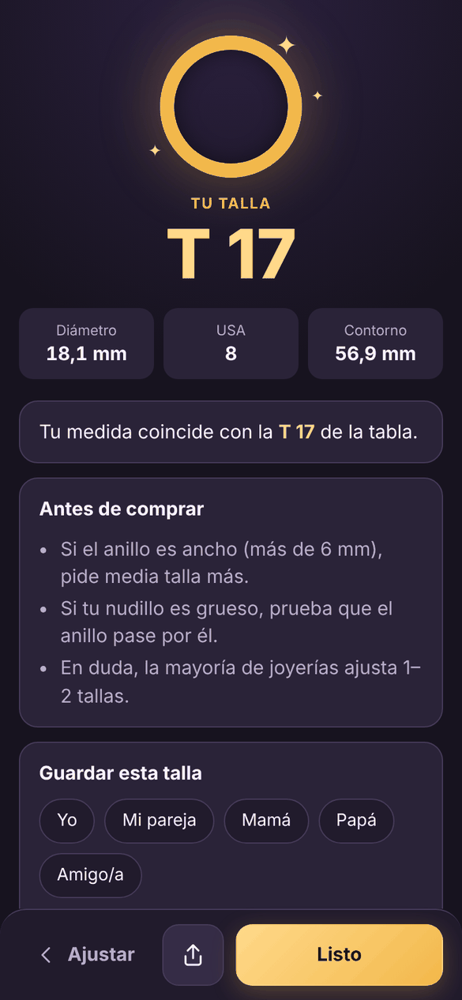 TU TALLA
T 17
Diámetro
18,1 mm
USA
8
Contorno
56,9 mm
Tu medida coincide con la T 17 de la tabla.
Antes de comprar
• Si el anillo es ancho (más de 6 mm),
pide media talla más.
• Si tu nudillo es grueso, prueba que el
anillo pase por él.
• En duda, la mayoría de joyerías ajusta 1–
2 tallas.
Guardar esta talla
Yo
Mi pareja
Mamá
Papá
Amigo/a
Ajustar
Listo